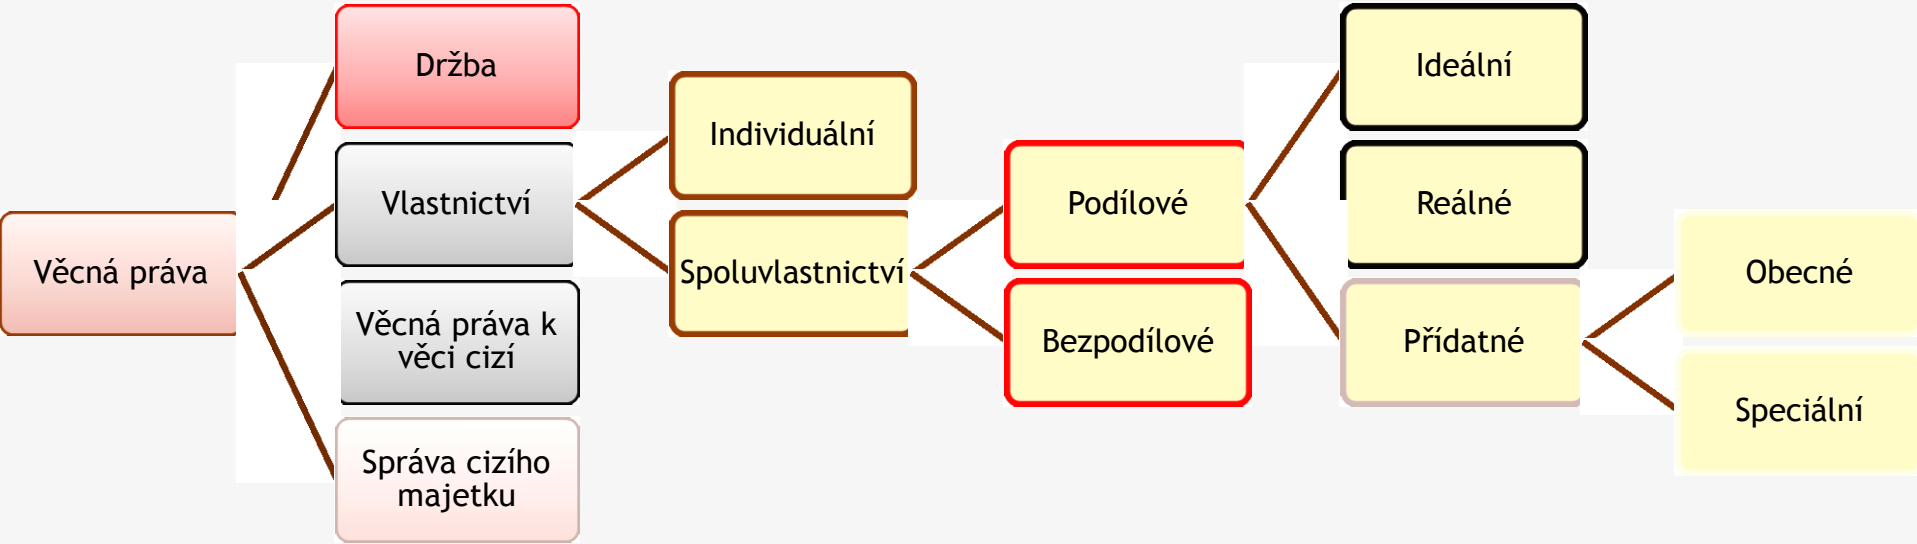 Věcná práva
Držba
Vlastnictví
Věcná práva k
věci cizí
Správa cizího
majetku
Individuální
Spoluvlastnictví
Podílové
Bezpodílové
Ideální
Reálné
Přídatné
Obecné
Speciální